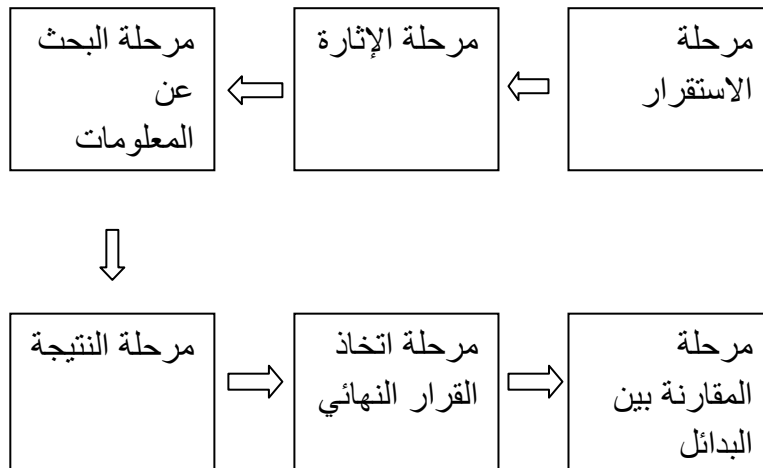 مرحلة
الاستقرار
مرحلة الإثارة
مرحلة البحث
عن
المعلومات
مرحلة النتيجة
مرحلة اتخاذ
القرار النهائي
مرحلة
المقارنة بين
البدائل